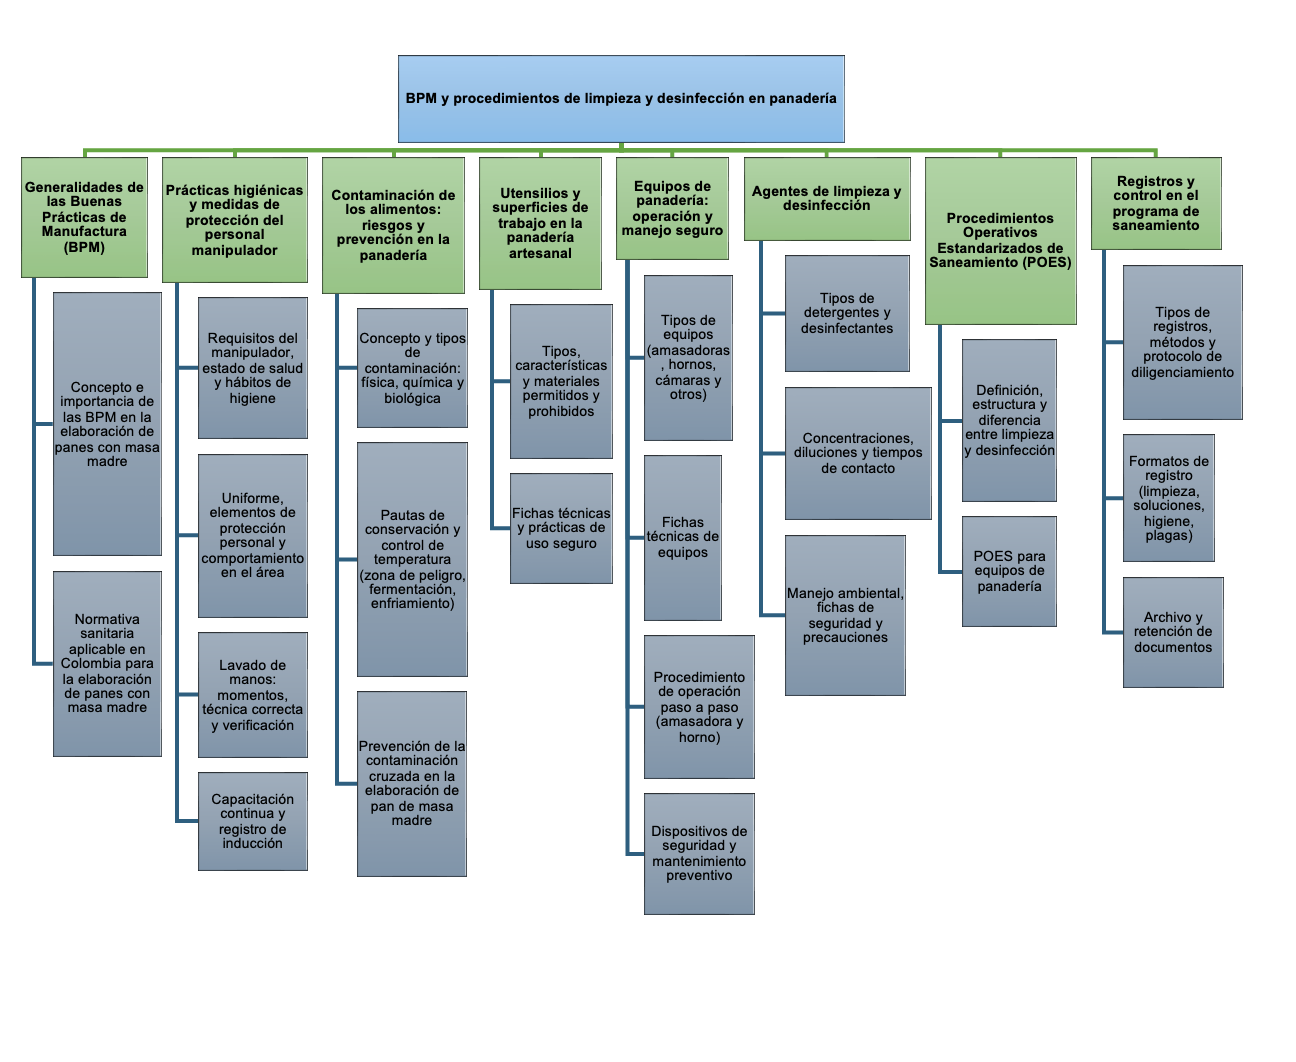 BPM y procedimientos de limpieza y desinfección en panadería
Generalidades de
las Buenas
Prácticas de
Manufactura
(BPM)
Concepto e
importancia de
las BPM en la
elaboración de
panes con masa
madre
Normativa
sanitaria
aplicable en
Colombia para
la elaboración
de panes con
masa madre
Prácticas higiénicas
y medidas de
protección del
personal
manipulador
Requisitos del
manipulador,
estado de salud
y hábitos de
higiene
Uniforme,
elementos de
protección
personal y
comportamiento
en el área
Lavado de
manos:
momentos,
técnica correcta
y verificación
Capacitación
continua y
registro de
inducción
Contaminación de
los alimentos:
riesgos y
prevención en la
panadería
Concepto y tipos
de
contaminación:
física, química y
biológica
Pautas de
conservación y
control de
temperatura
(zona de peligro,
fermentación,
enfriamiento)
Prevención de la
contaminación
cruzada en la
elaboración de
pan de masa
madre
Utensilios y
superficies de
trabajo en la
panadería
artesanal
Tipos,
características
y materiales
permitidos y
prohibidos
Fichas técnicas
y prácticas de
uso seguro
Equipos de
panadería:
operación y
manejo seguro
Tipos de
equipos
(amasadoras
, hornos,
cámaras y
otros)
Fichas
técnicas de
equipos
Procedimiento
de operación
paso a paso
(amasadora y
horno)
Dispositivos de
seguridad y
mantenimiento
preventivo
Agentes de limpieza y
desinfección
Tipos de
detergentes y
desinfectantes
Concentraciones,
diluciones y tiempos
de contacto
Manejo ambiental,
fichas de
seguridad y
precauciones
Procedimientos
Operativos
Estandarizados de
Saneamiento (POES)
Definición,
estructura y
diferencia
entre limpieza
y desinfección
POES para
equipos de
panadería
Registros y
control en el
programa de
saneamiento
Tipos de
registros,
métodos y
protocolo de
diligenciamiento
Formatos de
registro
(limpieza,
soluciones,
higiene,
plagas)
Archivo y
retención de
documentos